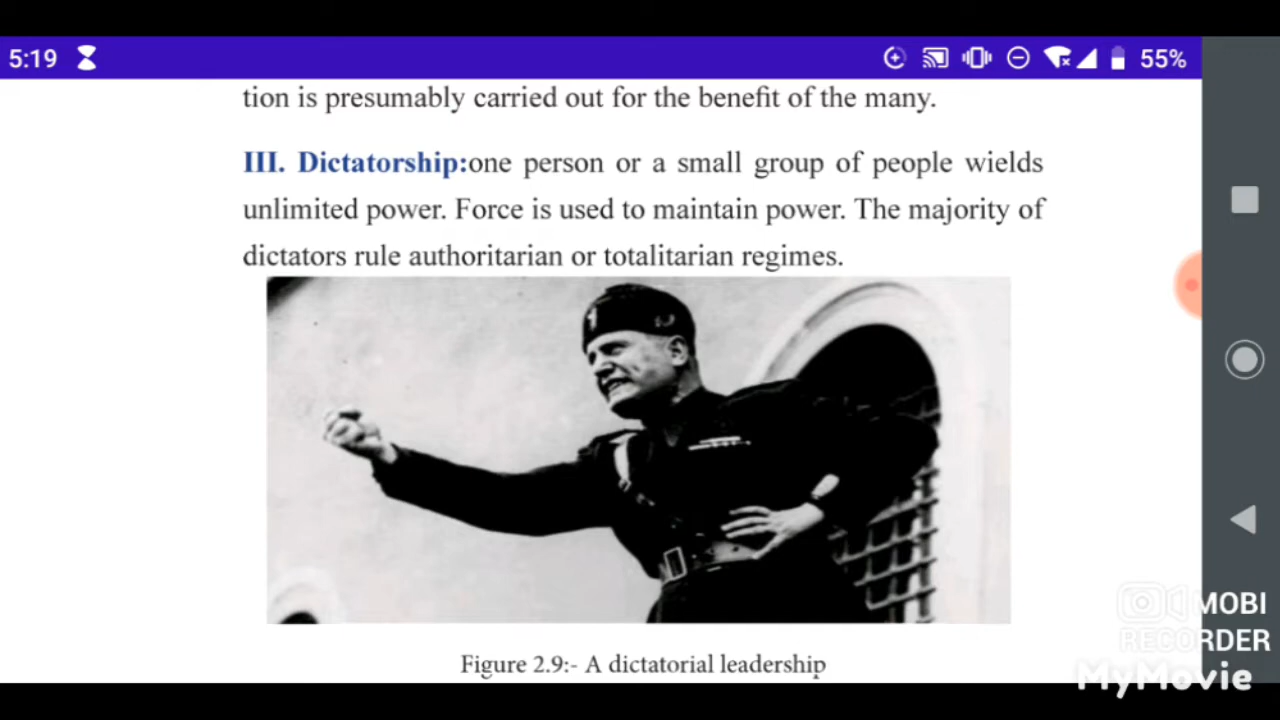 5:19
55%
tion is presumably carried out for the benefit of the many.
III. Dictatorship:one person or a small group of people wields
unlimited power. Force is used to maintain power. The majority of
dictators rule authoritarian or totalitarian regimes.
Figure 2.9:- A dictatorial leadership
MOBI
RECORDER
MyMovie